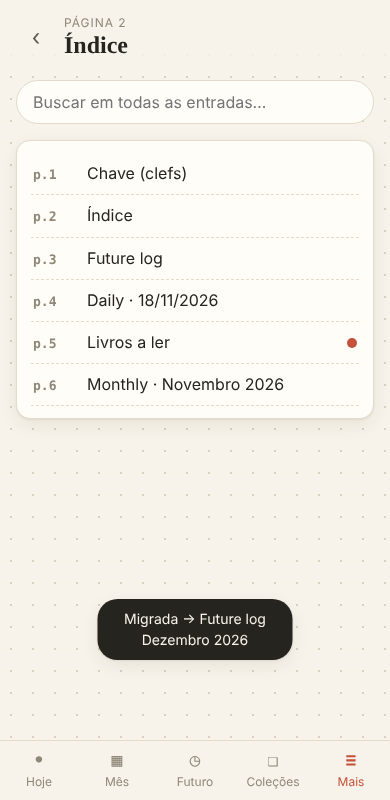 PÁGINA 2
Índice
Buscar em todas as entradas...
p.1 Chave (clefs)
p.2 Índice
p.3 Future log
p.4 Daily · 18/11/2026
p.5 Livros a ler
p.6 Monthly · Novembro 2026
Migrada → Future log
Dezembro 2026
Hoje Mês Futuro Coleções Mais